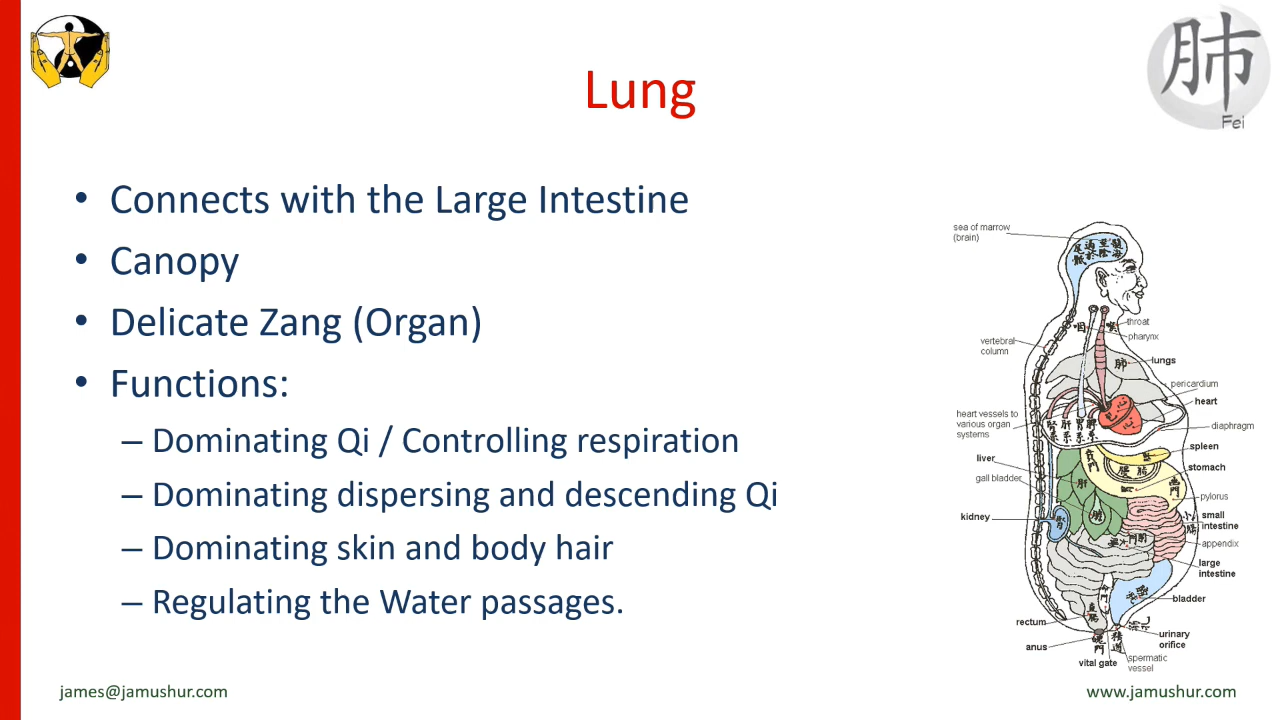 肺
Fei
Lung
• Connects with the Large Intestine
• Canopy
• Delicate Zang (Organ)
• Functions:
– Dominating Qi / Controlling respiration
– Dominating dispersing and descending Qi
– Dominating skin and body hair
– Regulating the Water passages.
sea of marrow
(brain)
throat
pharynx
vertebral
column
lungs
肺
pericardium
heart
heart vessels to
various organ
systems
diaphragm
spleen
liver
stomach
gall bladder
肝
pylorus
kidney
small
intestine
appendix
large
intestine
bladder
rectum
urinary
orifice
anus
vital gate
spermatic
vessel
james@jamushur.com
www.jamushur.com